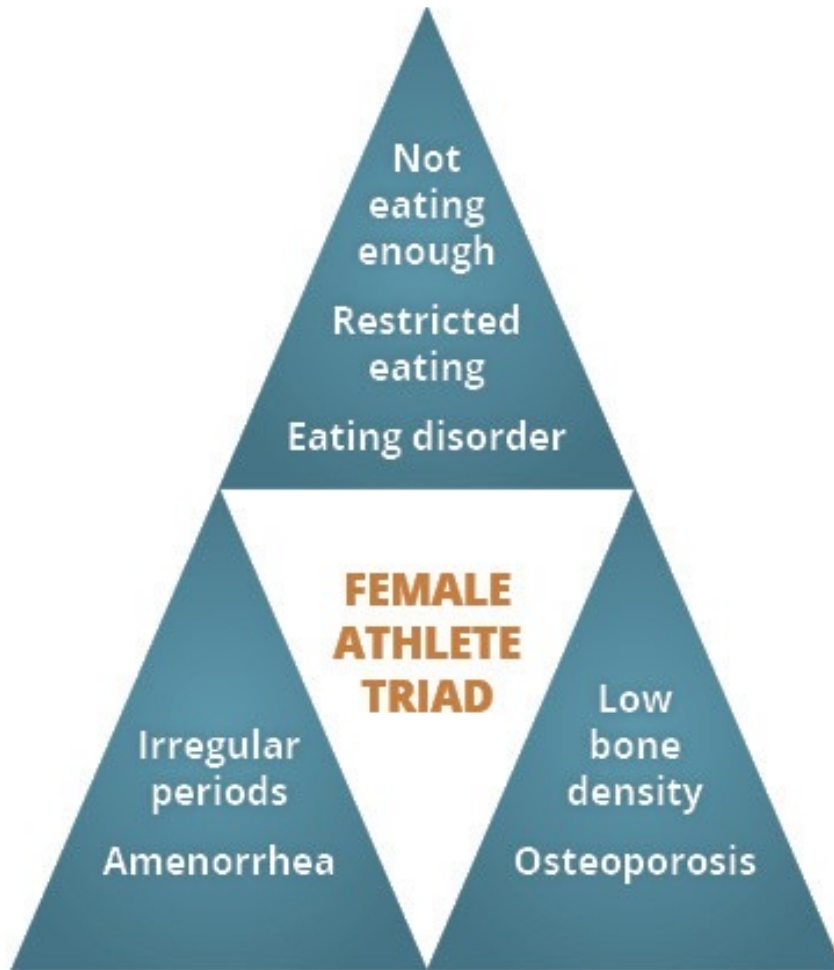 Not
eating
enough
Restricted
eating
Eating disorder
FEMALE
ATHLETE
TRIAD
Irregular
periods
Amenorrhea
Low
bone
density
Osteoporosis